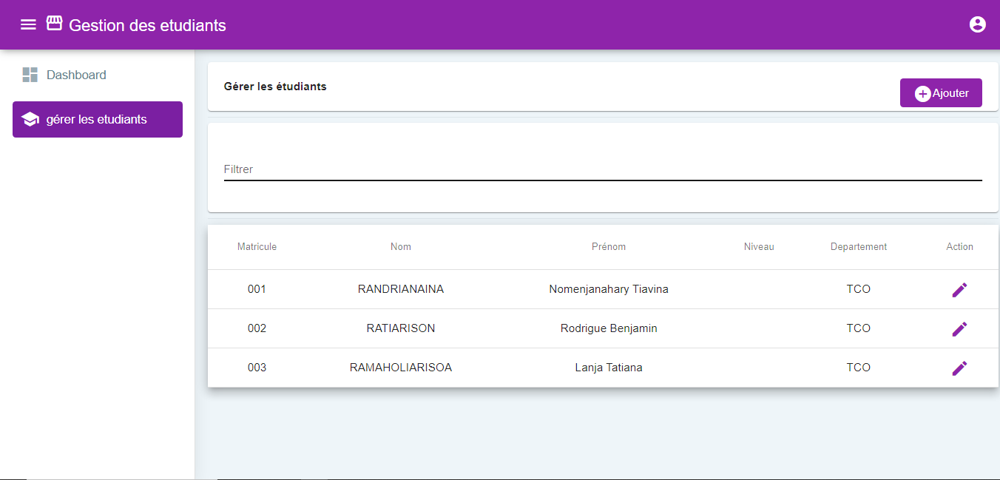 Gestion des etudiants
Dashboard
gérer les etudiants
Gérer les étudiants
Ajouter
Filtrer
Matricule Nom Prénom Niveau Departement Action
001 RANDRIANAINA Nomenjanahary Tiavina TCO
002 RATIARISON Rodrigue Benjamin TCO
003 RAMAHOLIARISOA Lanja Tatiana TCO